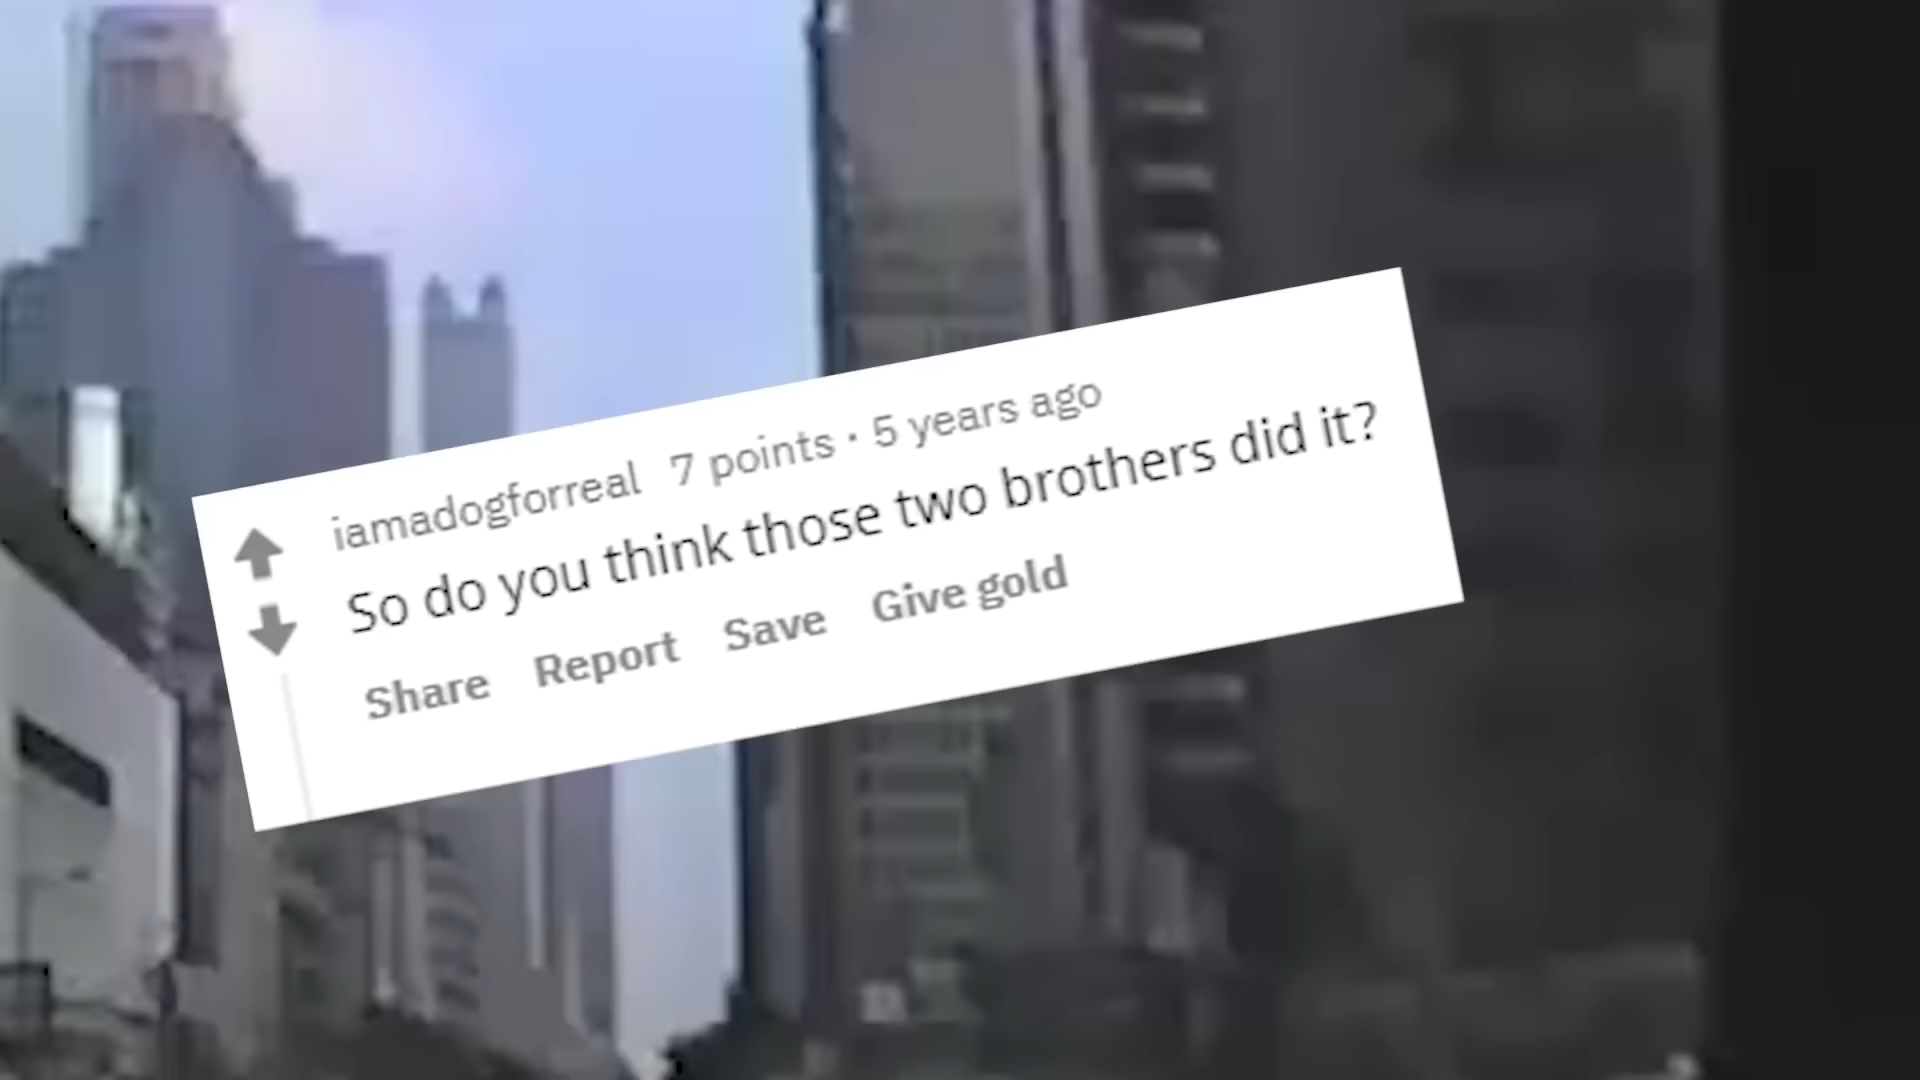 iamadogforreal 7 points · 5 years ago
So do you think those two brothers did it?
Share Report Save Give gold